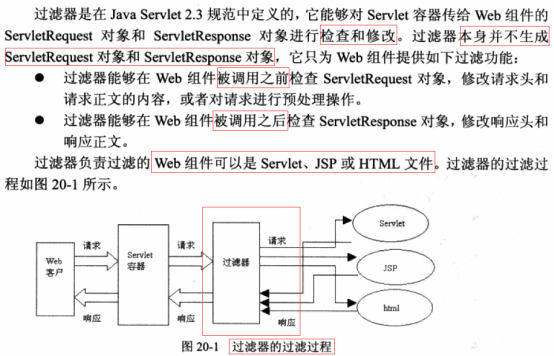 过滤器是在 Java Servlet 2.3 规范中定义的，它能够对 Servlet 容器传给 Web 组件的
ServletRequest 对象和 ServletResponse 对象进行检查和修改。过滤器本身并不生成
ServletRequest 对象和 ServletResponse 对象，它只为 Web 组件提供如下过滤功能：
● 过滤器能够在 Web 组件被调用之前检查 ServletRequest 对象，修改请求头和
请求正文的内容，或者对请求进行预处理操作。
● 过滤器能够在 Web 组件被调用之后检查 ServletResponse 对象，修改响应头和
响应正文。
过滤器负责过滤的 Web 组件可以是 Servlet、JSP 或 HTML 文件。过滤器的过滤过
程如图 20-1 所示。
Web
客户
请求
响应
Servlet
容器
请求
响应
过滤器
请求
响应
Servlet
JSP
html
图 20-1 过滤器的过滤过程